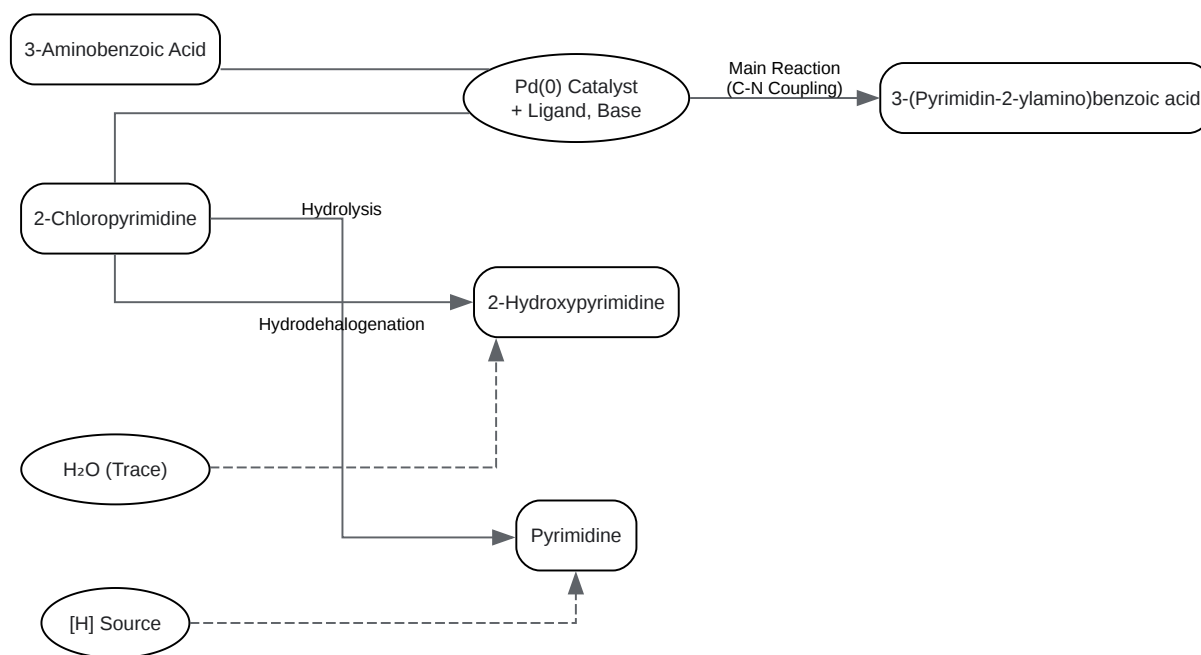 3-Aminobenzoic Acid
Pd(0) Catalyst
+ Ligand, Base
Main Reaction
(C-N Coupling)
3-(Pyrimidin-2-ylamino)benzoic acid
2-Chloropyrimidine
Hydrolysis
2-Hydroxypyrimidine
Hydrodehalogenation
H₂O (Trace)
Pyrimidine
[H] Source